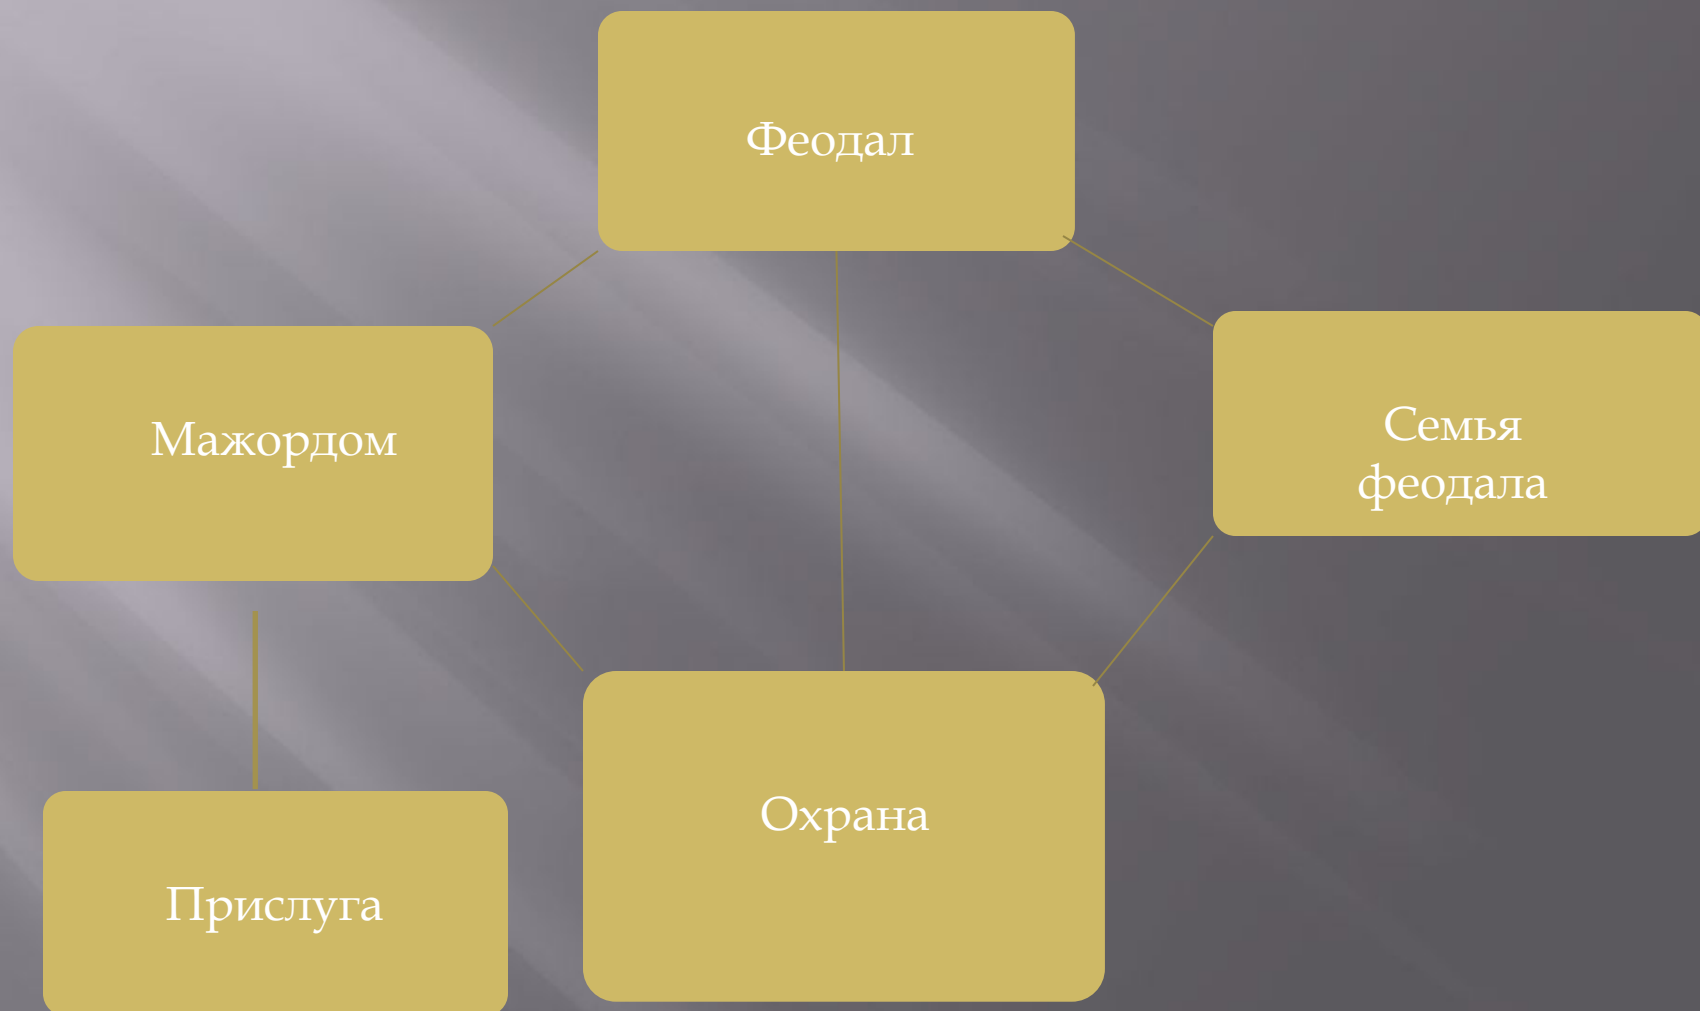 Феодал
Мажордом
Семья
феодала
Охрана
Прислуга